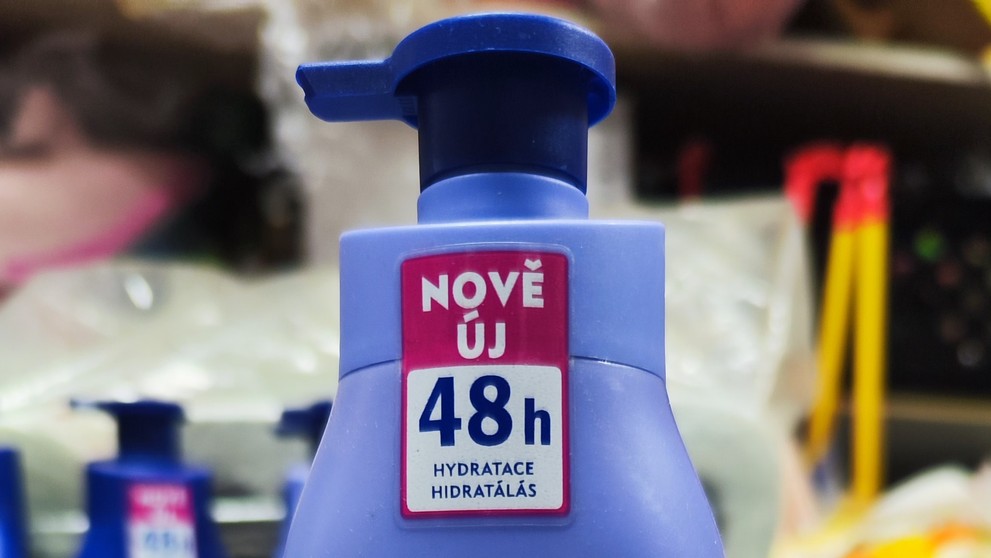 NOVĚ
ÚJ
48h
HYDRATACE
HIDRATÁLÁS